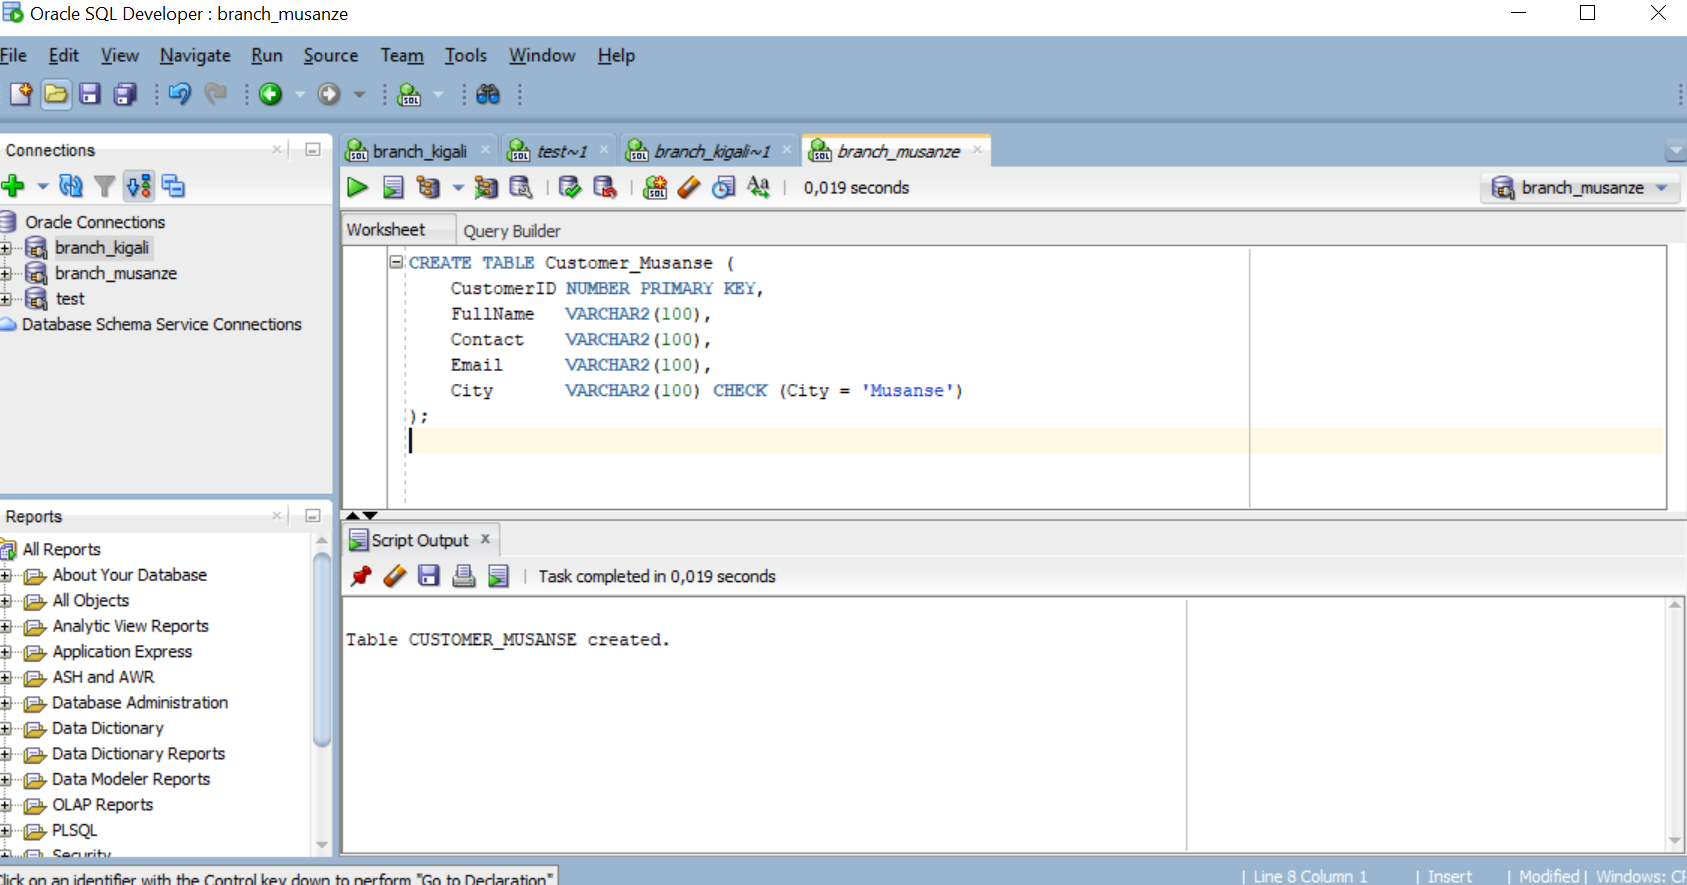 Oracle SQL Developer : branch_musanze
File Edit View Navigate Run Source Team Tools Window Help
Connections
Oracle Connections
branch_kigali
branch_musanze
test
Database Schema Service Connections
Reports
All Reports
About Your Database
All Objects
Analytic View Reports
Application Express
ASH and AWR
Database Administration
Data Dictionary
Data Dictionary Reports
Data Modeler Reports
OLAP Reports
PLSQL
Security
branch_kigali test~1 branch_kigali~1 branch_musanze
0,019 seconds
branch_musanze
Worksheet Query Builder
CREATE TABLE Customer_Musanse (
CustomerID NUMBER PRIMARY KEY,
FullName VARCHAR2(100),
Contact VARCHAR2(100),
Email VARCHAR2(100),
City VARCHAR2(100) CHECK (City = 'Musanse')
);
Script Output
Task completed in 0,019 seconds
Table CUSTOMER_MUSANSE created.
Click on an identifier with the Control key down to perform "Go to Declaration"
Line 8 Column 1 | Insert | Modified | Windows: CR